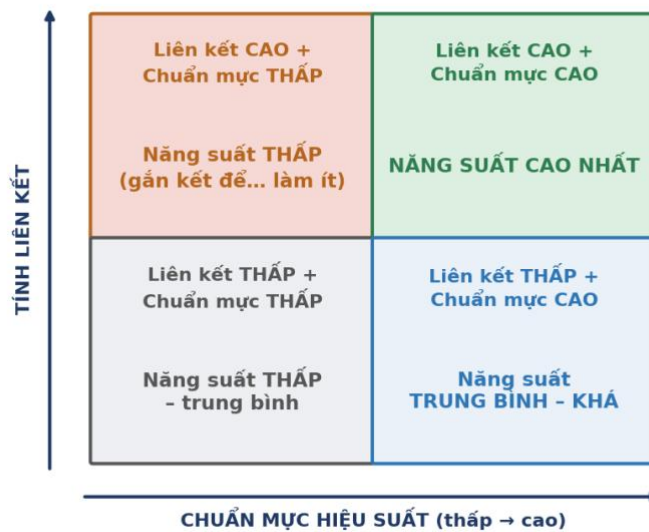 Liên kết CAO +
Chuẩn mực THẤP
Năng suất THẤP
(gắn kết để... làm ít)
Liên kết CAO +
Chuẩn mực CAO
NĂNG SUẤT CAO NHẤT
TÍNH LIÊN KẾT
Liên kết THẤP +
Chuẩn mực THẤP
Năng suất THẤP
– trung bình
Liên kết THẤP +
Chuẩn mực CAO
Năng suất
TRUNG BÌNH – KHÁ
CHUẨN MỰC HIỆU SUẤT (thấp → cao)